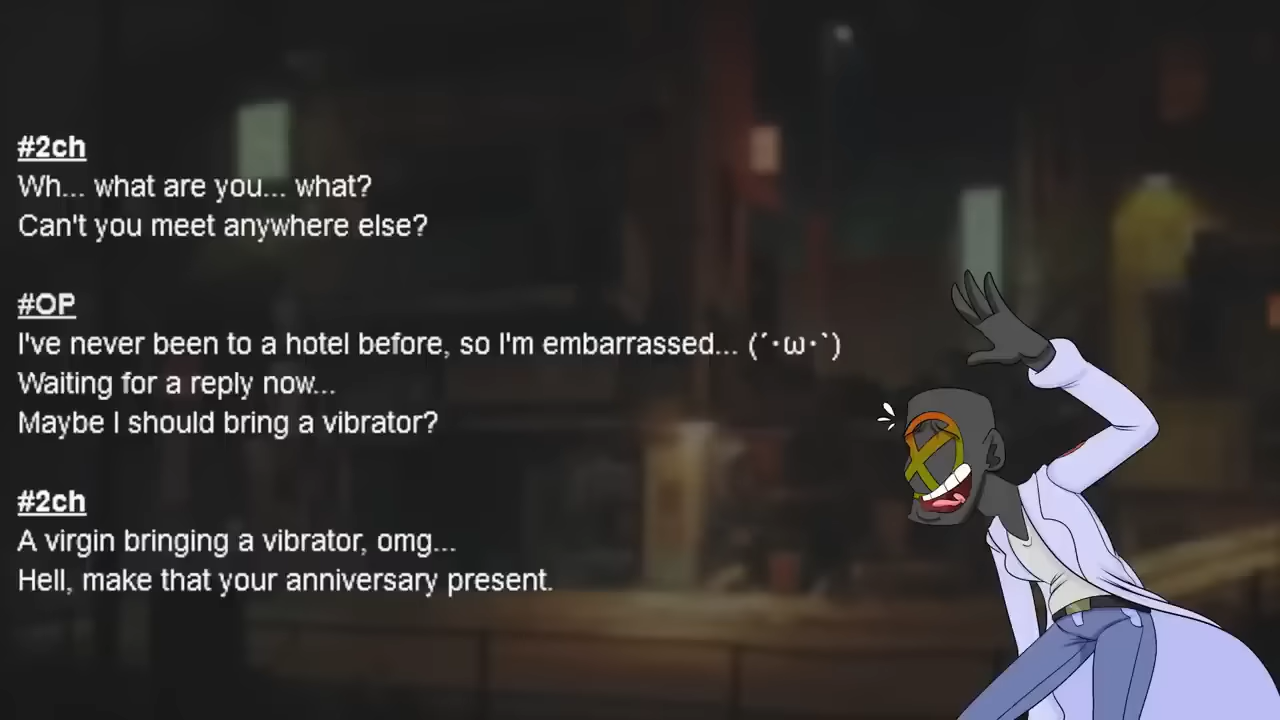 #2ch
Wh... what are you... what?
Can't you meet anywhere else?
#OP
I've never been to a hotel before, so I'm embarrassed... (´･ω･`)
Waiting for a reply now...
Maybe I should bring a vibrator?
#2ch
A virgin bringing a vibrator, omg...
Hell, make that your anniversary present.